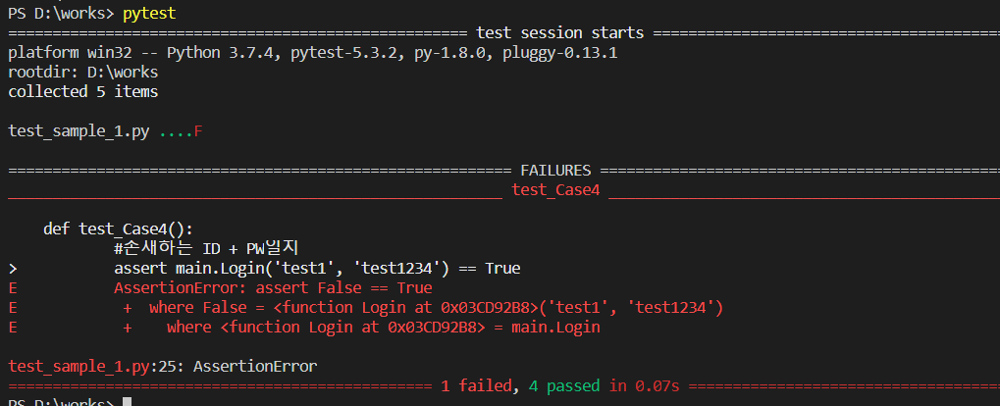 PS D:\works> pytest
================================================= test session starts =====================================
platform win32 -- Python 3.7.4, pytest-5.3.2, py-1.8.0, pluggy-0.13.1
rootdir: D:\works
collected 5 items
test_sample_1.py ....F
====================================================== FAILURES ===========================================
_____________________________________________________ test_Case4 __________________________________________
def test_Case4():
#손새하는 ID + PW일지
> assert main.Login('test1', 'test1234') == True
E AssertionError: assert False == True
E + where False = <function Login at 0x03CD92B8>('test1', 'test1234')
E + where <function Login at 0x03CD92B8> = main.Login
test_sample_1.py:25: AssertionError
============================================= 1 failed, 4 passed in 0.07s =================================
PS D:\works>